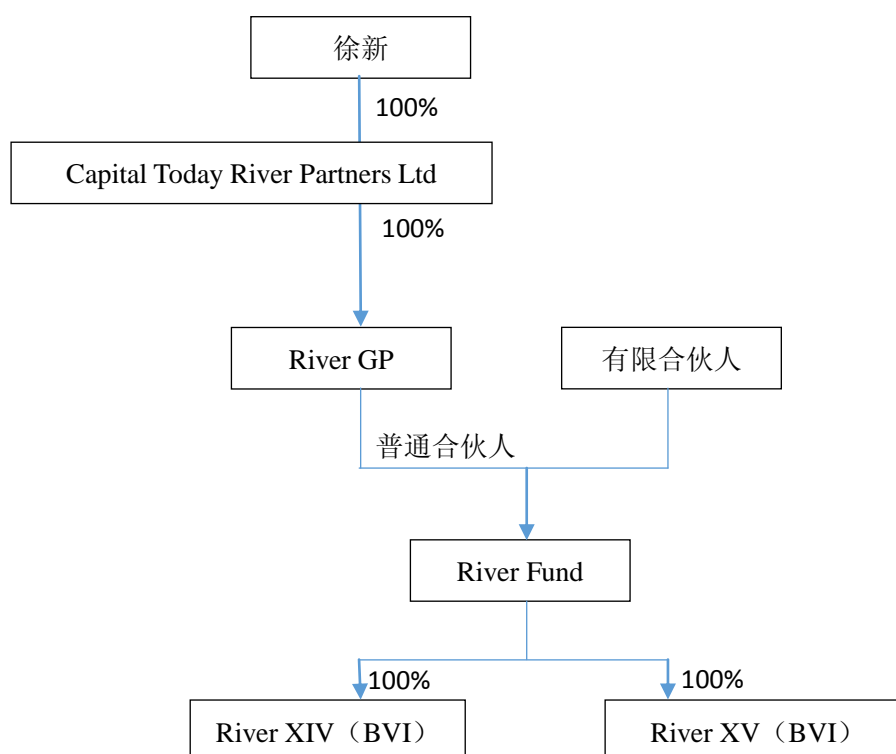 徐新
100%
Capital Today River Partners Ltd
100%
River GP
有限合伙人
普通合伙人
River Fund
100%
100%
River XIV（BVI）
River XV（BVI）